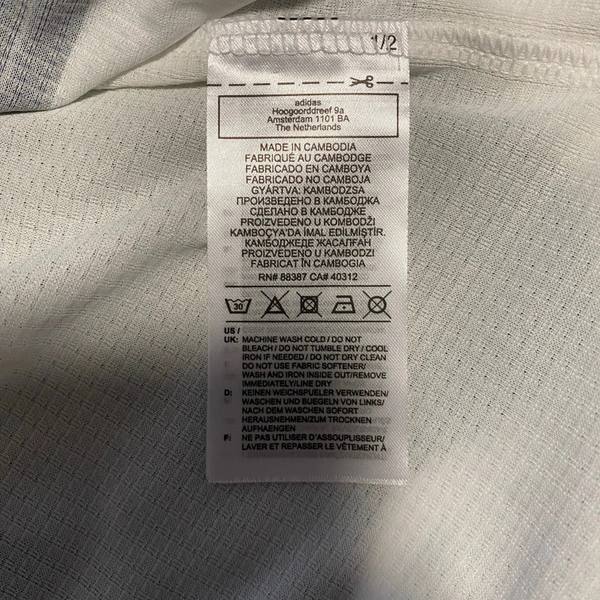 1/2
adidas
Hoogoorddreef 9a
Amsterdam 1101 BA
The Netherlands
MADE IN CAMBODIA
FABRIQUÉ AU CAMBODGE
FABRICADO EN CAMBOYA
FABRICADO NO CAMBOJA
GYÁRTVA: KAMBODZSA
ПРОИЗВЕДЕНО В КАМБОДЖА
СДЕЛАНО В КАМБОДЖЕ
PROIZVEDENO U KOMBODŽI
KAMBOÇYA'DA İMAL EDİLMİŞTİR.
КАМБОДЖЕДЕ ЖАСАЛҒАН
PROIZVEDENO U KAMBODZI
FABRICAT ÎN CAMBOGIA
RN# 88387 CA# 40312
30
US /
UK: MACHINE WASH COLD / DO NOT
BLEACH / DO NOT TUMBLE DRY / COOL
IRON IF NEEDED / DO NOT DRY CLEAN
DO NOT USE FABRIC SOFTENER/
WASH AND IRON INSIDE OUT/REMOVE
IMMEDIATELY/LINE DRY
D: KEINEN WEICHSPUELER VERWENDEN/
WASCHEN UND BUEGELN VON LINKS/
NACH DEM WASCHEN SOFORT
HERAUSNEHMEN/ZUM TROCKNEN
AUFHAENGEN
F: NE PAS UTILISER D'ASSOUPLISSEUR/
LAVER ET REPASSER LE VÊTEMENT À